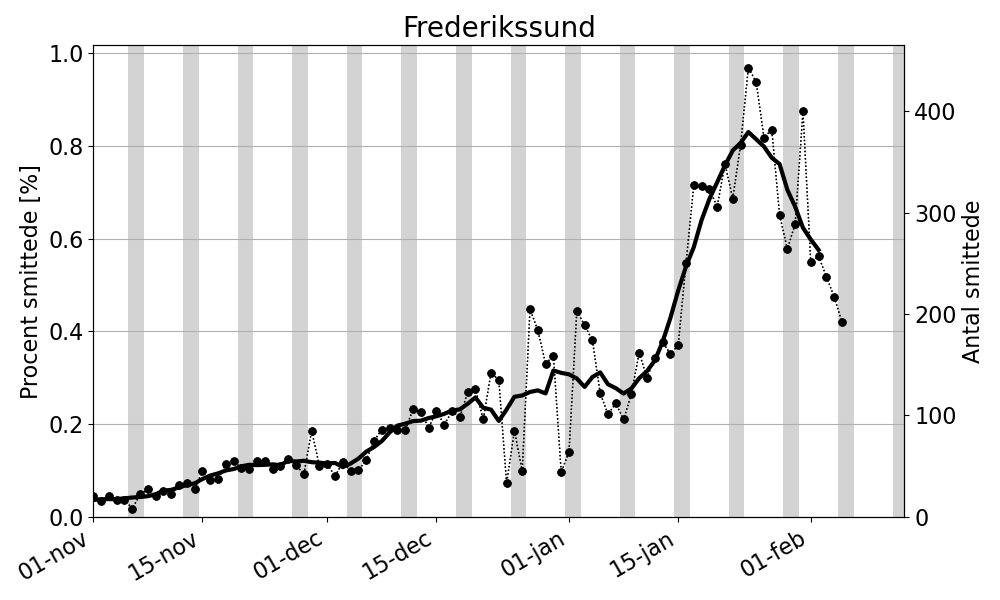 Frederikssund
Procent smittede [%]
1.0
0.8
0.6
0.4
0.2
0.0
400
300
200
100
0
Antal smittede
01-nov
15-nov
01-dec
15-dec
01-jan
15-jan
01-feb